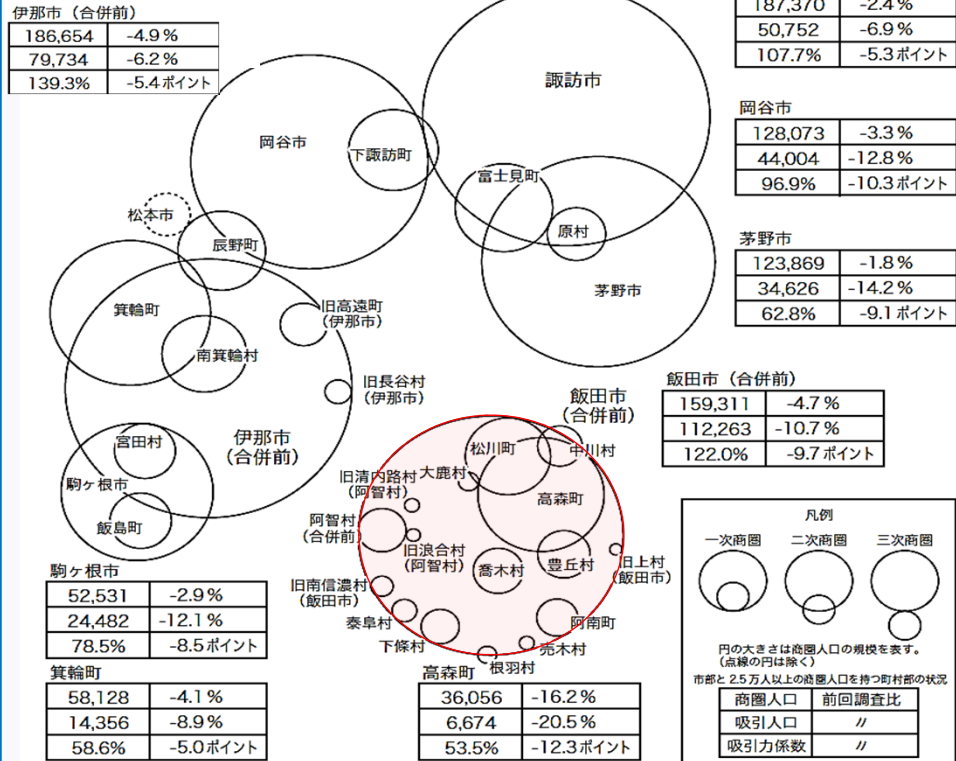 伊那市（合併前）
186,654 -4.9％
79,734 -6.2％
139.3% -5.4ポイント
187,370 -2.4％
50,752 -6.9％
107.7% -5.3ポイント
諏訪市
岡谷市
下諏訪町
富士見町
原村
茅野市
松本市
辰野町
岡谷市
128,073 -3.3％
44,004 -12.8％
96.9% -10.3ポイント
茅野市
123,869 -1.8％
34,626 -14.2％
62.8% -9.1ポイント
箕輪町
南箕輪村
旧高遠町
（伊那市）
旧長谷村
（伊那市）
伊那市
（合併前）
宮田村
駒ヶ根市
飯島町
飯田市（合併前）
159,311 -4.7％
112,263 -10.7％
122.0% -9.7ポイント
飯田市
（合併前）
松川町
中川村
大鹿村
高森町
旧清内路村
（阿智村）
阿智村
（合併前）
旧浪合村
（阿智村）
喬木村
豊丘村
旧上村
（飯田市）
旧南信濃村
（飯田市）
泰阜村
下條村
阿南町
売木村
根羽村
駒ヶ根市
52,531 -2.9％
24,482 -12.1％
78.5% -8.5ポイント
箕輪町
58,128 -4.1％
14,356 -8.9％
58.6% -5.0ポイント
高森町
36,056 -16.2％
6,674 -20.5％
53.5% -12.3ポイント
凡例
一次商圏 二次商圏 三次商圏
円の大きさは商圏人口の規模を表す。
（点線の円は除く）
市部と2.5万人以上の商圏人口を持つ町村部の状況
商圏人口 前回調査比
吸引人口 〃
吸引力係数 〃